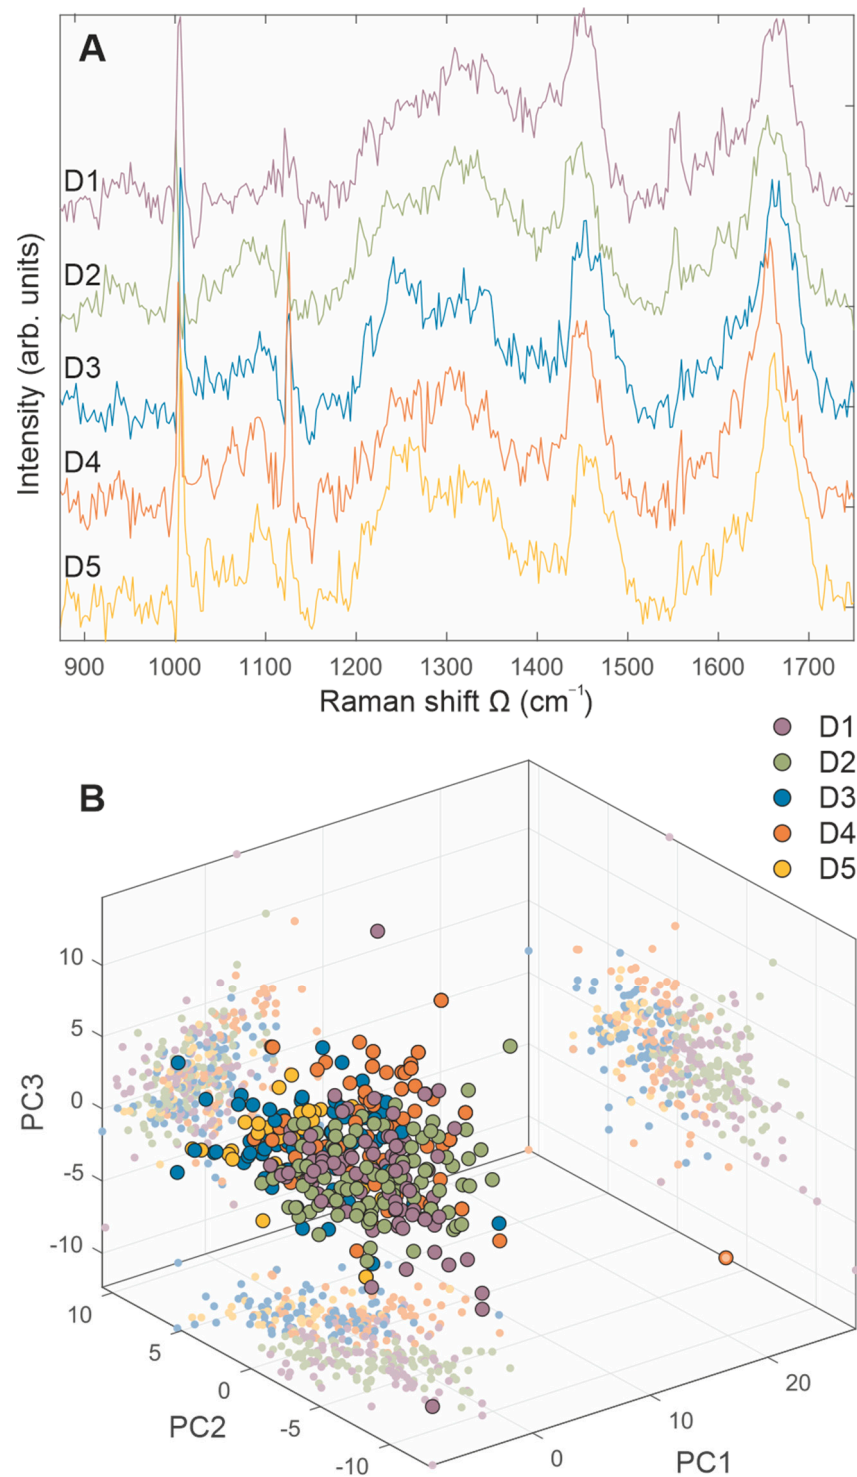 A
D1
D2
D3
D4
D5
Intensity (arb. units)
900 1000 1100 1200 1300 1400 1500 1600 1700
Raman shift Ω (cm⁻¹)
D1
D2
D3
D4
D5
B
10
5
0
-5
-10
PC3
10
5
0
-5
-10
PC2
0
10
20
PC1